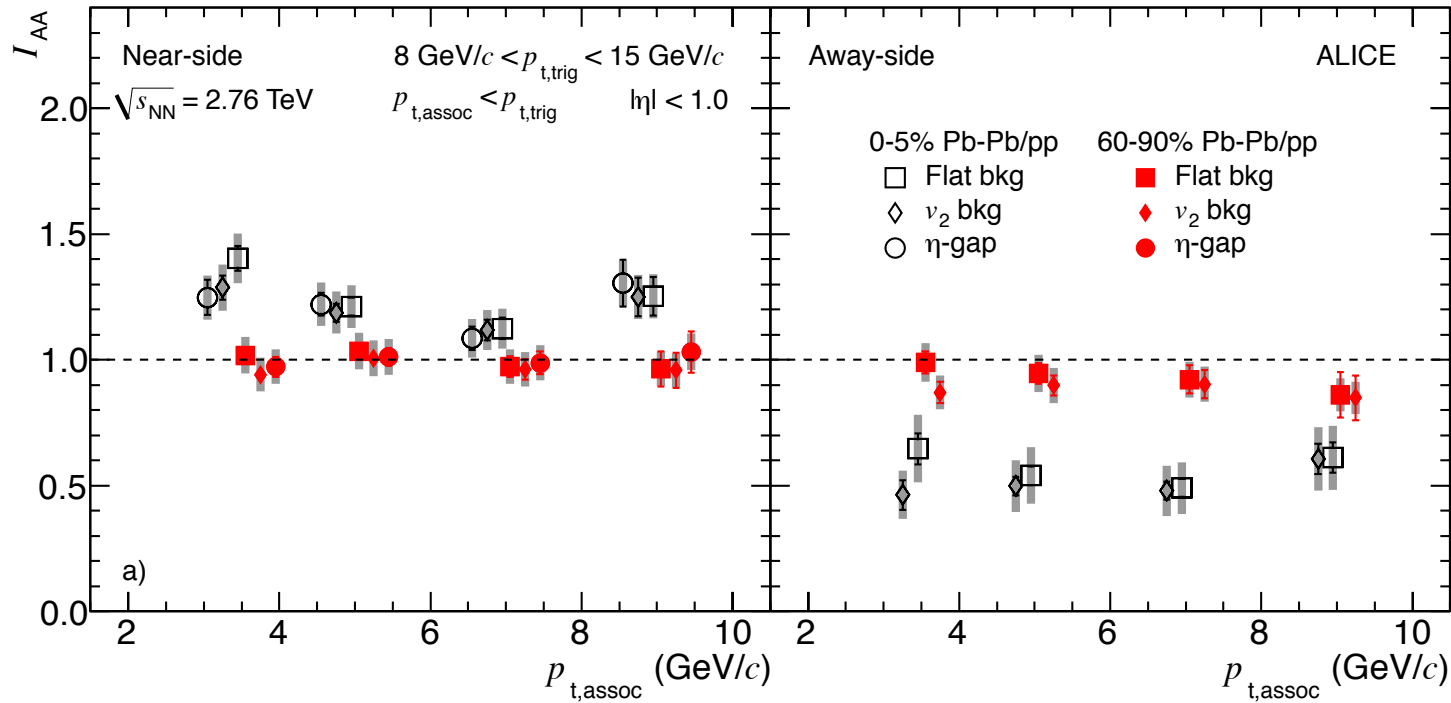 I_AA
Near-side
8 GeV/c < p_t,trig < 15 GeV/c
√s_NN = 2.76 TeV
p_t,assoc < p_t,trig
|η| < 1.0
a)
2.0
1.5
1.0
0.5
0.0
2 4 6 8 10
p_t,assoc (GeV/c)
Away-side
ALICE
0-5% Pb-Pb/pp
Flat bkg
v₂ bkg
η-gap
60-90% Pb-Pb/pp
Flat bkg
v₂ bkg
η-gap
2 4 6 8 10
p_t,assoc (GeV/c)